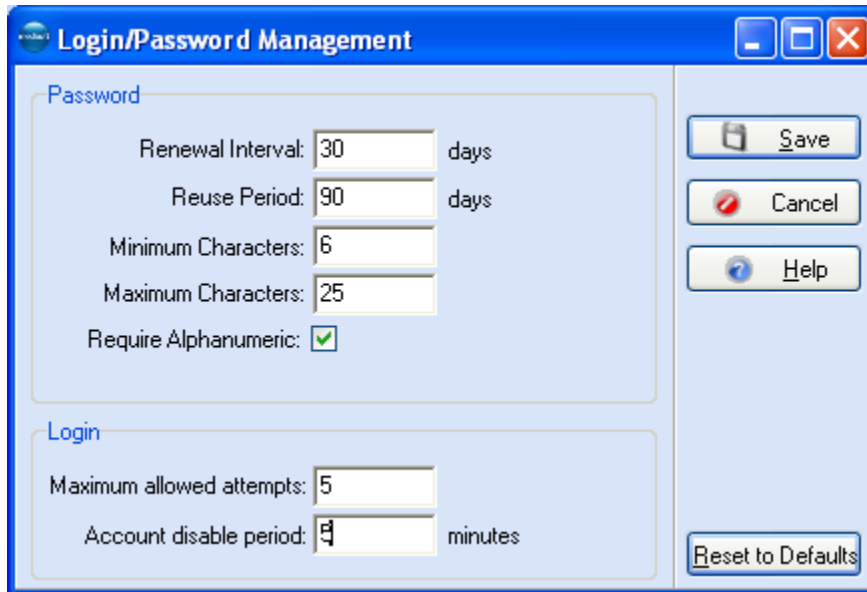 Login/Password Management
Password
Renewal Interval: 30 days
Reuse Period: 90 days
Minimum Characters: 6
Maximum Characters: 25
Require Alphanumeric:
Login
Maximum allowed attempts: 5
Account disable period: 5 minutes
Save
Cancel
Help
Reset to Defaults